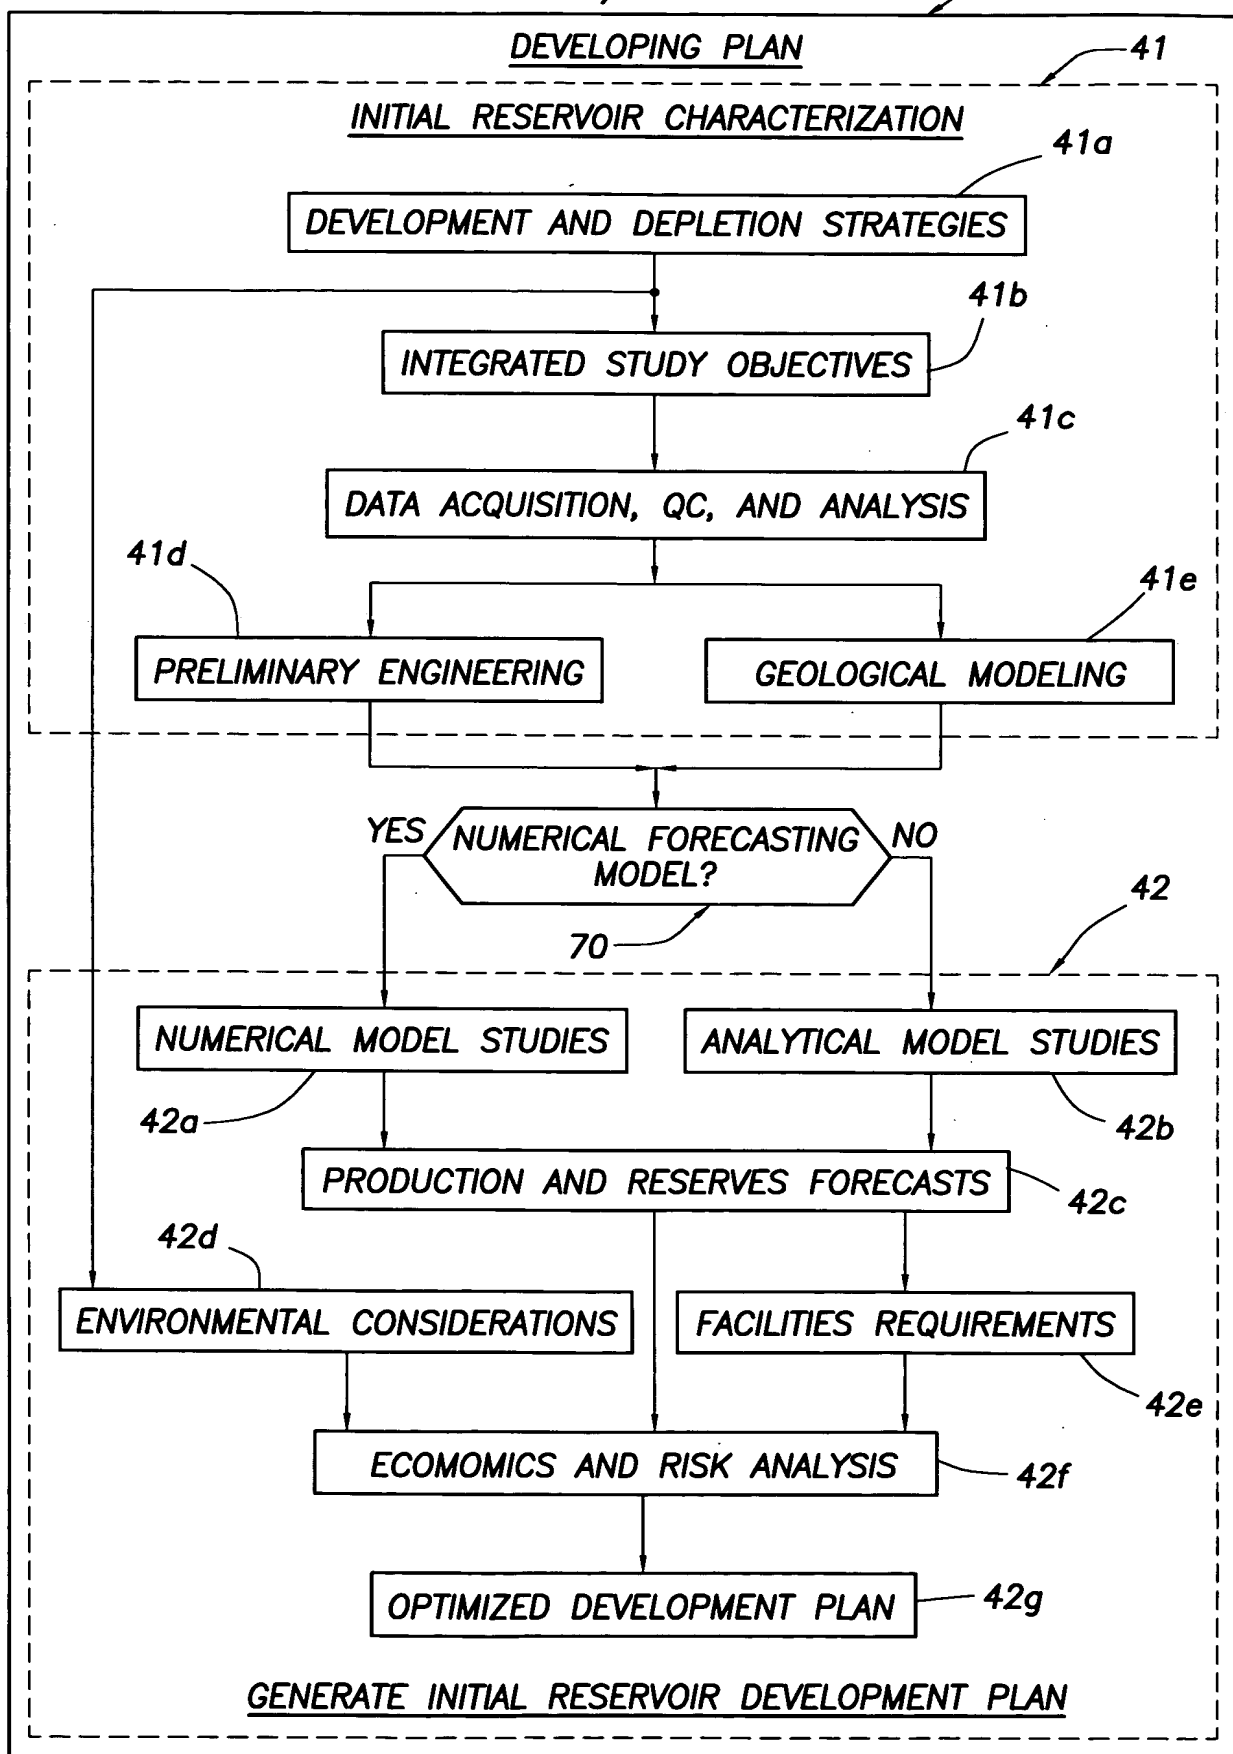 DEVELOPING PLAN
41
INITIAL RESERVOIR CHARACTERIZATION
41a
DEVELOPMENT AND DEPLETION STRATEGIES
41b
INTEGRATED STUDY OBJECTIVES
41c
DATA ACQUISITION, QC, AND ANALYSIS
41d
41e
PRELIMINARY ENGINEERING
GEOLOGICAL MODELING
YES
NUMERICAL FORECASTING
MODEL?
NO
70
42
NUMERICAL MODEL STUDIES
ANALYTICAL MODEL STUDIES
42a
42b
PRODUCTION AND RESERVES FORECASTS
42c
42d
ENVIRONMENTAL CONSIDERATIONS
FACILITIES REQUIREMENTS
42e
ECOMOMICS AND RISK ANALYSIS
42f
OPTIMIZED DEVELOPMENT PLAN
42g
GENERATE INITIAL RESERVOIR DEVELOPMENT PLAN